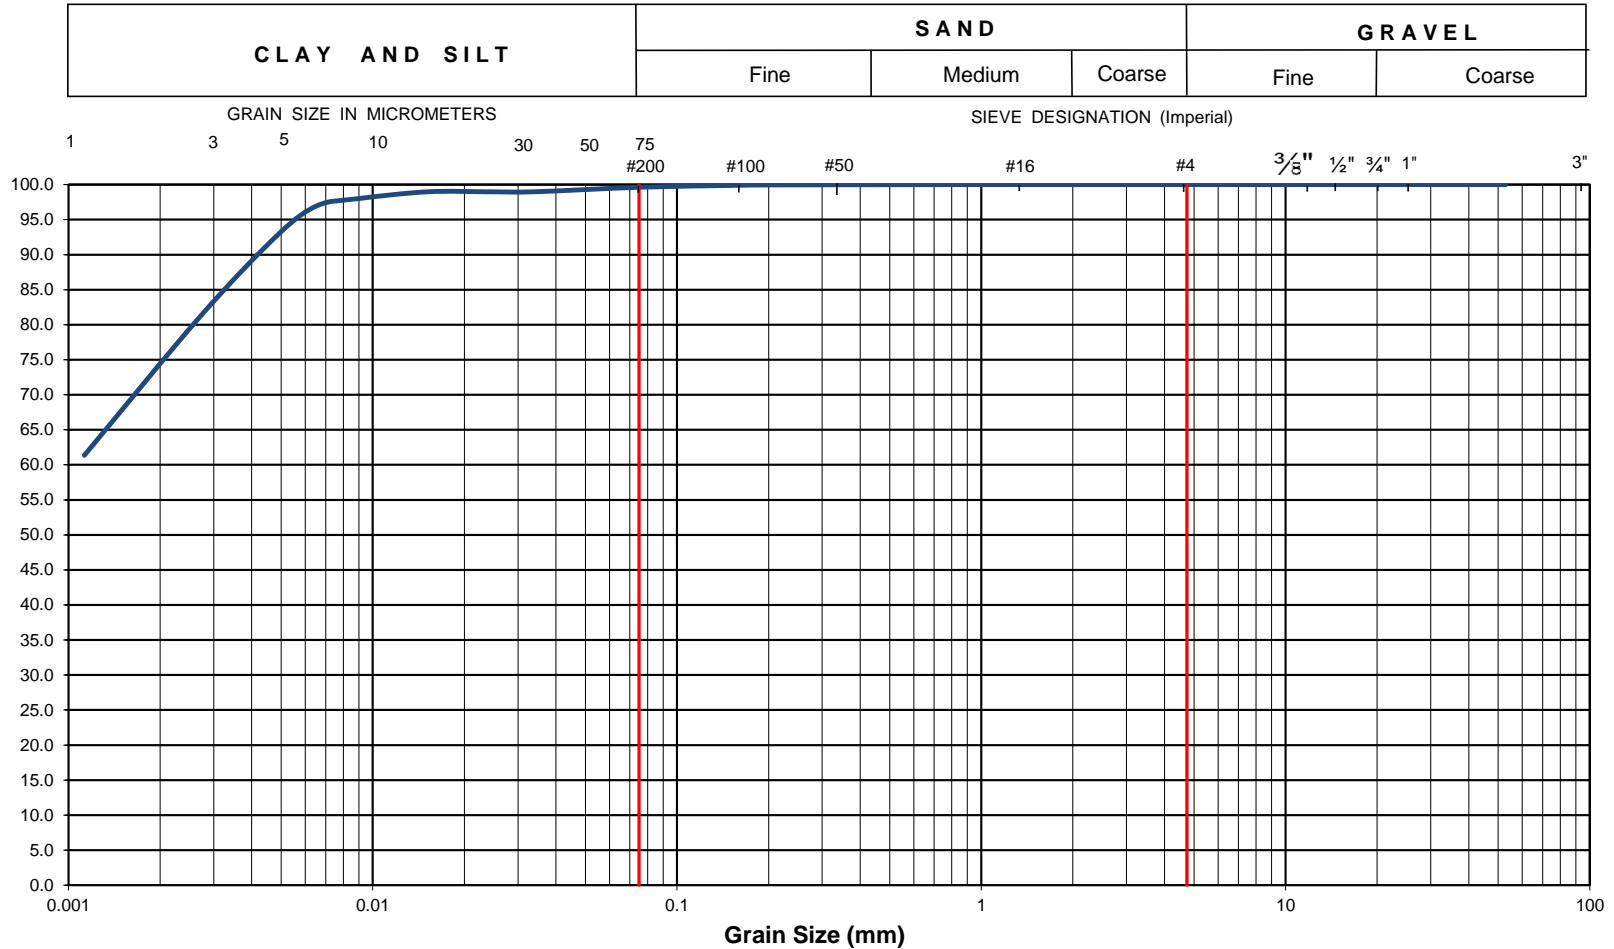 SAND
GRAVEL
CLAY AND SILT
Fine Medium Coarse Fine Coarse
GRAIN SIZE IN MICROMETERS
SIEVE DESIGNATION (Imperial)
1 3 5 10 30 50 75
#200 #100 #50 #16 #4 ⅜" ½" ¾" 1" 3"
100.0
95.0
90.0
85.0
80.0
75.0
70.0
65.0
60.0
55.0
50.0
45.0
40.0
35.0
30.0
25.0
20.0
15.0
10.0
5.0
0.0
0.001 0.01 0.1 1 10 100
Grain Size (mm)